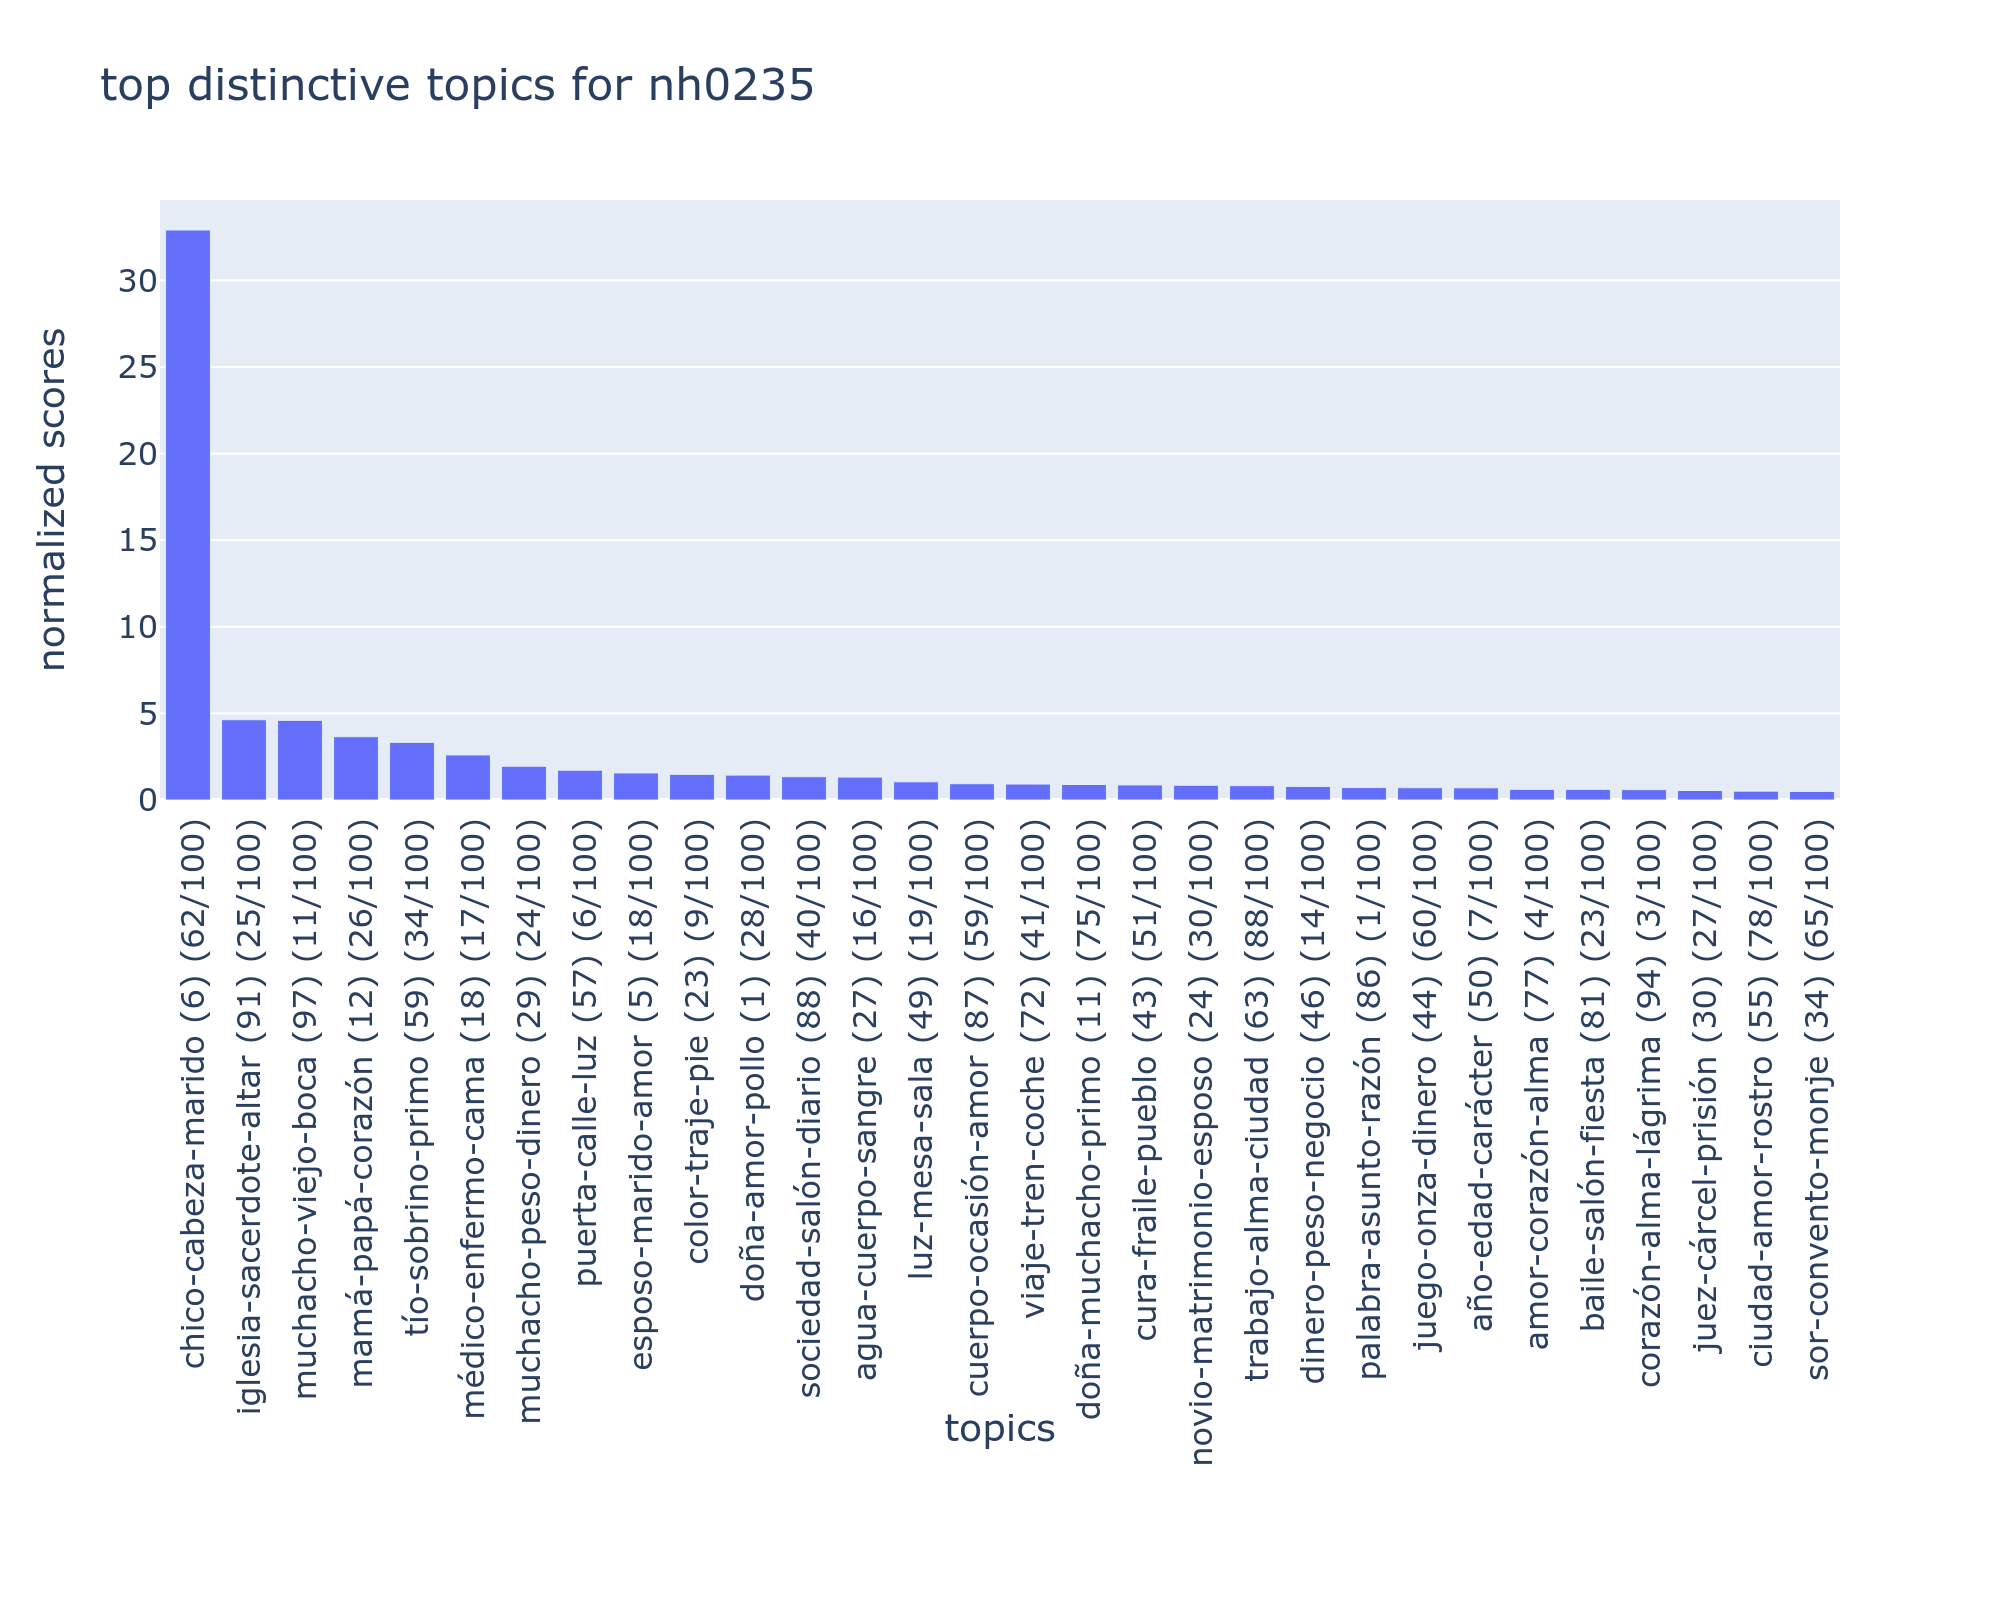 top distinctive topics for nh0235
normalized scores
30
25
20
15
10
5
0
chico-cabeza-marido (6) (62/100)
iglesia-sacerdote-altar (91) (25/100)
muchacho-viejo-boca (97) (11/100)
mamá-papá-corazón (12) (26/100)
tío-sobrino-primo (59) (34/100)
médico-enfermo-cama (18) (17/100)
muchacho-peso-dinero (29) (24/100)
puerta-calle-luz (57) (6/100)
esposo-marido-amor (5) (18/100)
color-traje-pie (23) (9/100)
doña-amor-pollo (1) (28/100)
sociedad-salón-diario (88) (40/100)
agua-cuerpo-sangre (27) (16/100)
luz-mesa-sala (49) (19/100)
cuerpo-ocasión-amor (87) (59/100)
viaje-tren-coche (72) (41/100)
doña-muchacho-primo (11) (75/100)
cura-fraile-pueblo (43) (51/100)
novio-matrimonio-esposo (24) (30/100)
trabajo-alma-ciudad (63) (88/100)
dinero-peso-negocio (46) (14/100)
palabra-asunto-razón (86) (1/100)
juego-onza-dinero (44) (60/100)
año-edad-carácter (50) (7/100)
amor-corazón-alma (77) (4/100)
baile-salón-fiesta (81) (23/100)
corazón-alma-lágrima (94) (3/100)
juez-cárcel-prisión (30) (27/100)
ciudad-amor-rostro (55) (78/100)
sor-convento-monje (34) (65/100)
topics